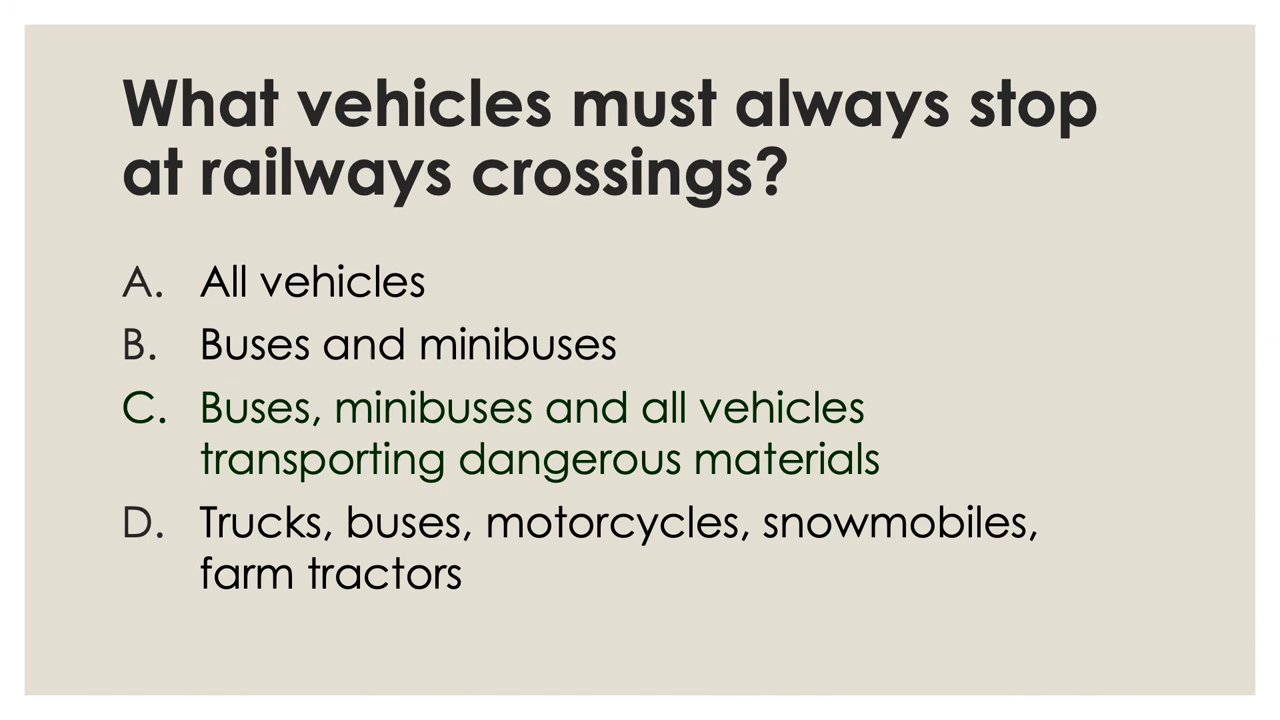 What vehicles must always stop
at railways crossings?
A. All vehicles
B. Buses and minibuses
C. Buses, minibuses and all vehicles
transporting dangerous materials
D. Trucks, buses, motorcycles, snowmobiles,
farm tractors